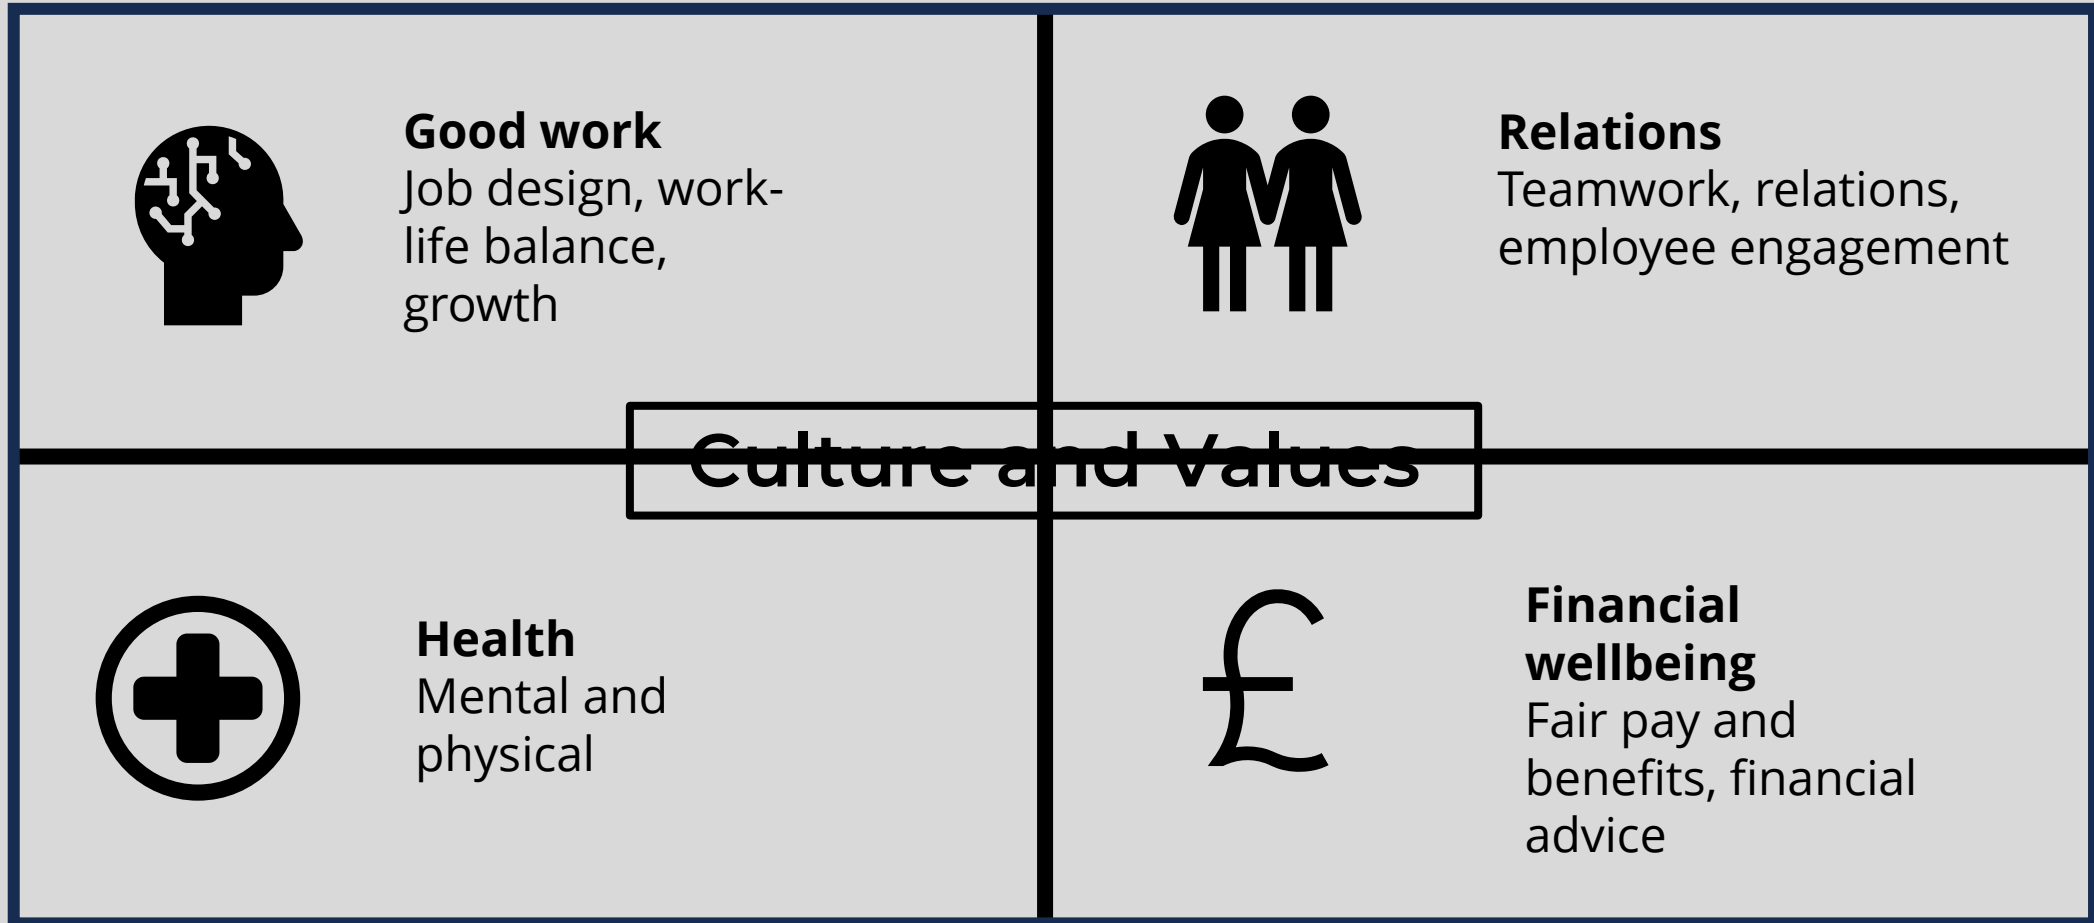 Good work
Job design, work-
life balance,
growth
Relations
Teamwork, relations,
employee engagement
Culture and Values
Health
Mental and
physical
£
Financial
wellbeing
Fair pay and
benefits, financial
advice